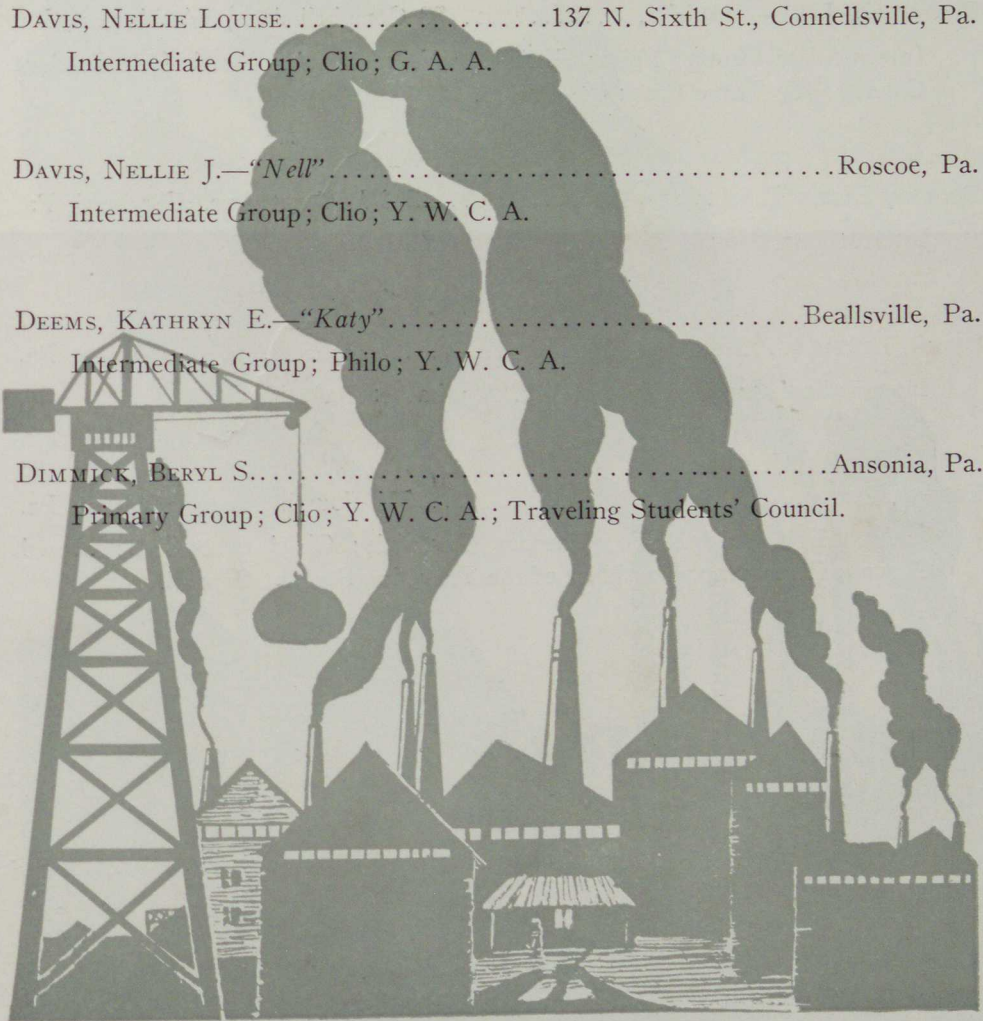 DAVIS, NELLIE LOUISE....................137 N. Sixth St., Connellsville, Pa.
Intermediate Group; Clio; G. A. A.
DAVIS, NELLIE J.—“Nell”......................................Roscoe, Pa.
Intermediate Group; Clio; Y. W. C. A.
DEEMS, KATHRYN E.—“Katy”...............................Beallsville, Pa.
Intermediate Group; Philo; Y. W. C. A.
DIMMICK, BERYL S...........................................Ansonia, Pa.
Primary Group; Clio; Y. W. C. A.; Traveling Students’ Council.